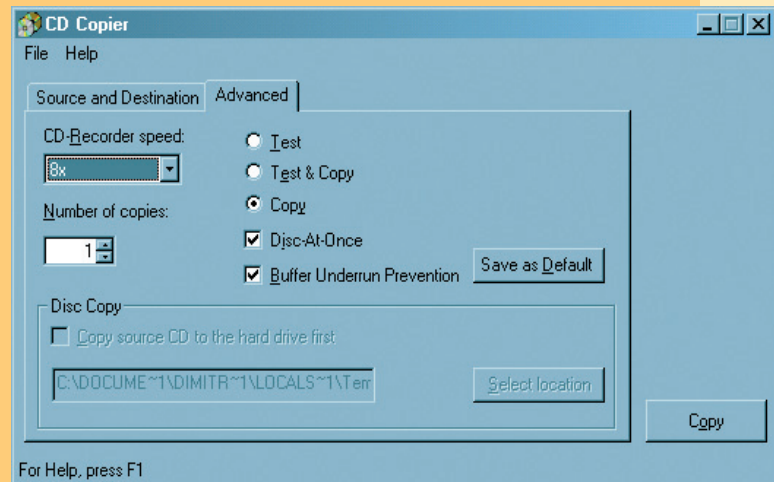 CD Copier
File Help
Source and Destination Advanced
CD-Recorder speed:
8x
Number of copies:
1
Test
Test & Copy
Copy
Disc-At-Once
Buffer Underrun Prevention
Save as Default
Disc Copy
Copy source CD to the hard drive first
C:\DOCUME~1\DIMITR~1\LOCALS~1\Tem
Select location
Copy
For Help, press F1